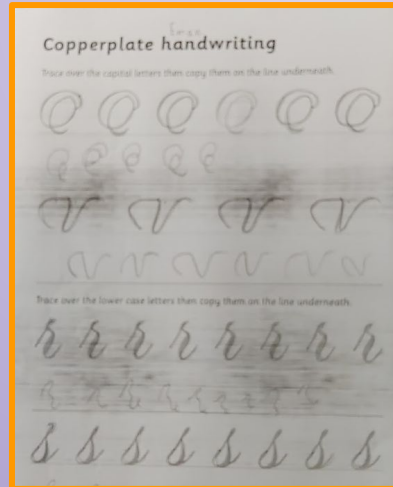 Copperplate handwriting
Trace over the capital letters then copy them on the line underneath.
Q Q Q Q Q Q
Q Q Q Q Q
V V V V
V V V V V V
Trace over the lower case letters then copy them on the line underneath.
r r r r r r r r
s s s s s s s s